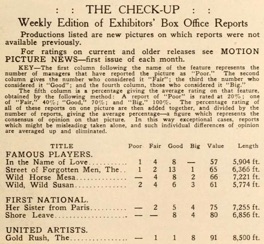 : : THE CHECK-UP : :
Weekly Edition of Exhibitors' Box Office Reports
Productions listed are new pictures on which reports were not
available previously.
For ratings on current and older releases see MOTION
PICTURE NEWS—first issue of each month.
KEY—The first column following the name of the feature represents the
number of managers that have reported the picture as "Poor." The second
column gives the number who considered it "Fair"; the third the number who
considered it "Good"; and the fourth column, those who considered it "Big."
The fifth column is a percentage giving the average rating on that feature,
obtained by the following method: A report of "Poor" is rated at 20%; one
of "Fair," 40%; "Good," 70%; and "Big," 100%. The percentage rating of
all of these reports on one picture are then added together, and divided by the
number of reports, giving the average percentage—a figure which represents the
consensus of opinion on that picture. In this way exceptional cases, reports
which might be misleading taken alone, and such individual differences of opinion
are averaged up and eliminated.
TITLE Poor Fair Good Big Value Length
FAMOUS PLAYERS.
In the Name of Love 1 4 8 — 57 5,904 ft.
Street of Forgotten Men, The 1 2 13 1 65 6,366 ft.
Wild Horse Mesa — 4 8 2 66 7,221 ft.
Wild, Wild Susan — 4 6 3 61 5,774 ft.
FIRST NATIONAL.
Her Sister from Paris — 2 5 4 75 7,255 ft.
Shore Leave — — 8 4 80 6,856 ft.
UNITED ARTISTS.
Gold Rush, The — 1 1 8 91 8,500 ft.